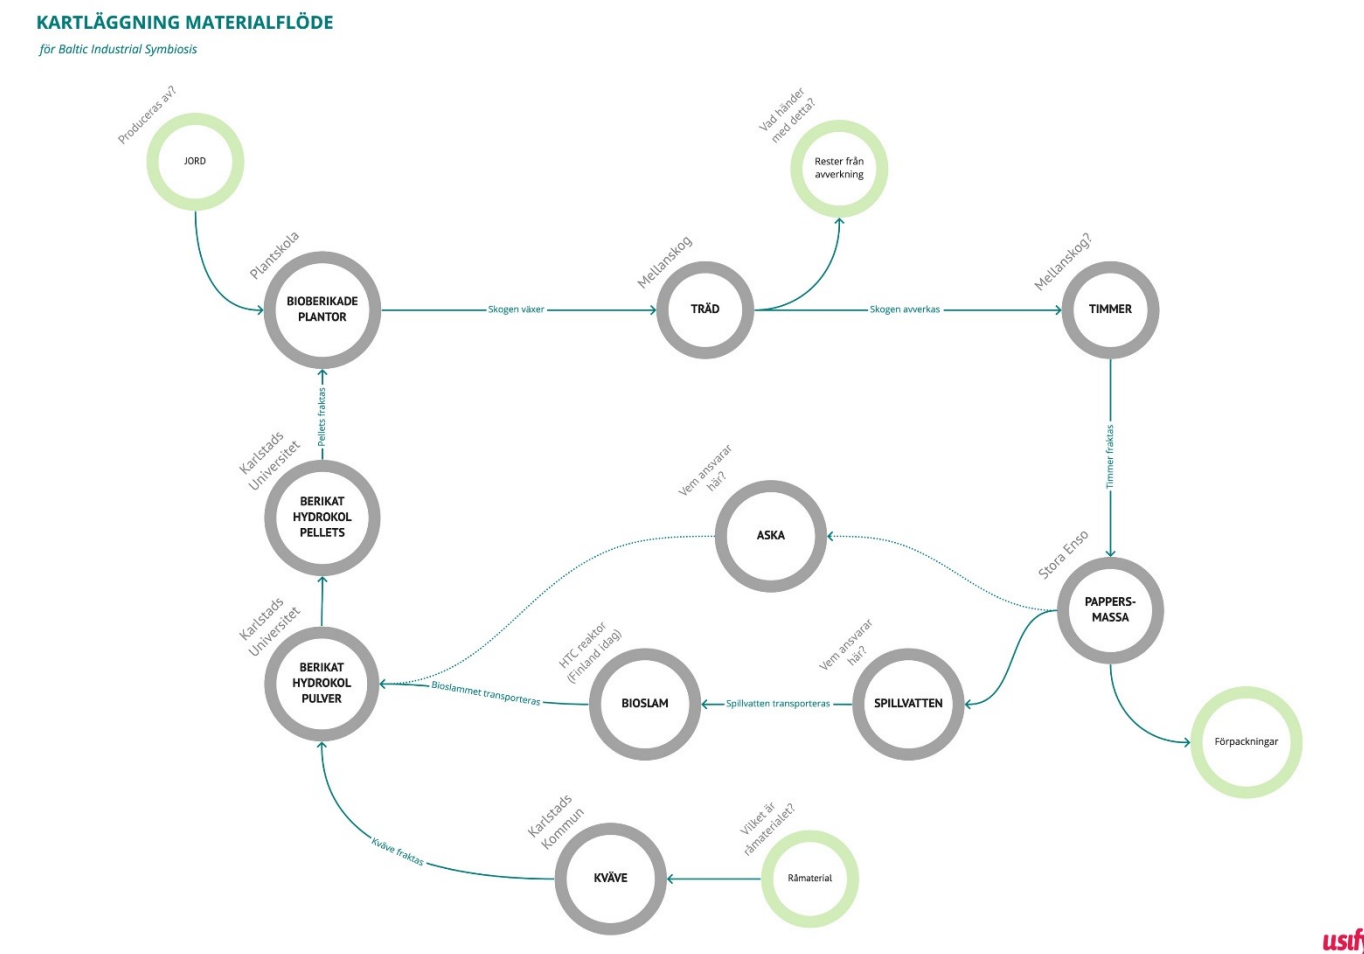 KARTLÄGGNING MATERIALFLÖDE
för Baltic Industrial Symbiosis
Produceras av?
JORD
Vad händer
med detta?
Rester från
avverkning
Plantskola
BIOBERIKADE
PLANTOR
Skogen växer
Mellanskog
TRÄD
Skogen avverkas
Mellanskog?
TIMMER
Pellets fraktas
Timmer fraktas
Karlstads
Universitet
BERIKAT
HYDROKOL
PELLETS
Vem ansvarar
här?
ASKA
Stora Enso
PAPPERS-
MASSA
Karlstads
Universitet
BERIKAT
HYDROKOL
PULVER
Bioslammet transporteras
HTC reaktor
(Finland idag)
BIOSLAM
Spillvatten transporteras
Vem ansvarar
här?
SPILLVATTEN
Förpackningar
Kväve fraktas
Karlstads
Kommun
KVÄVE
Vilket är
råmaterialet?
Råmaterial
usify